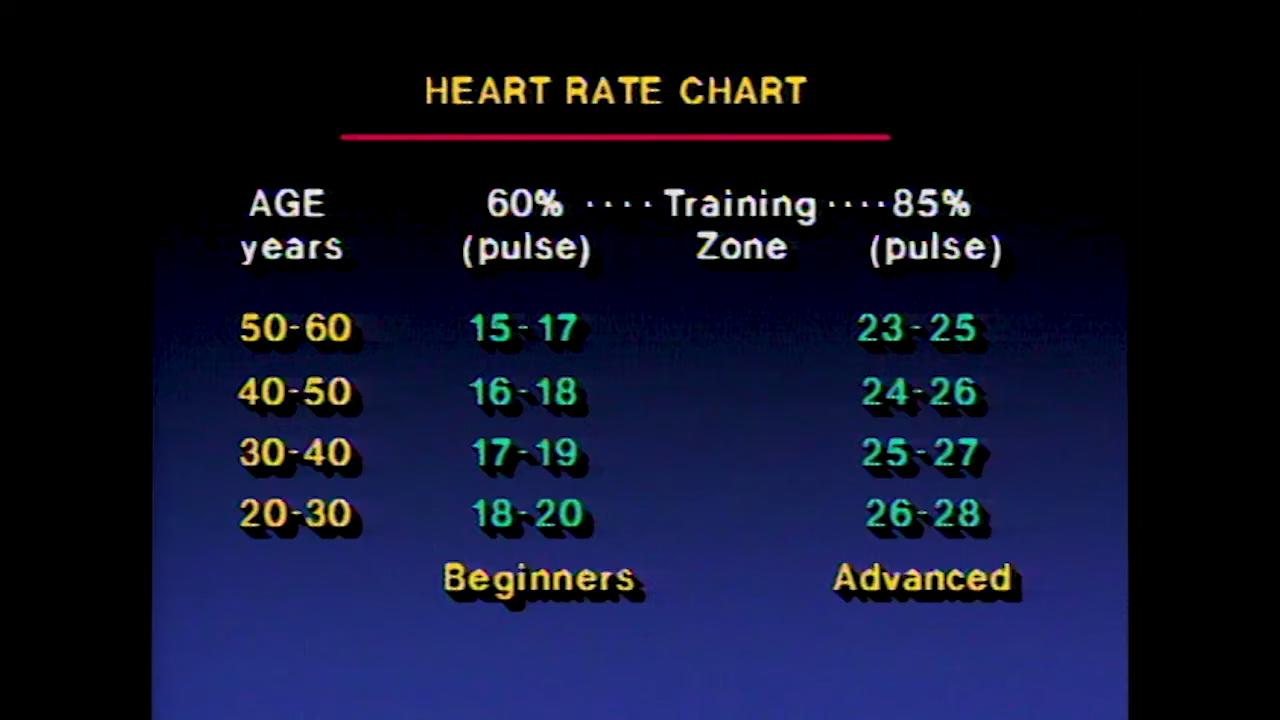 HEART RATE CHART
AGE 60% ···· Training ···· 85%
years (pulse) Zone (pulse)
50-60 15-17 23-25
40-50 16-18 24-26
30-40 17-19 25-27
20-30 18-20 26-28
Beginners Advanced